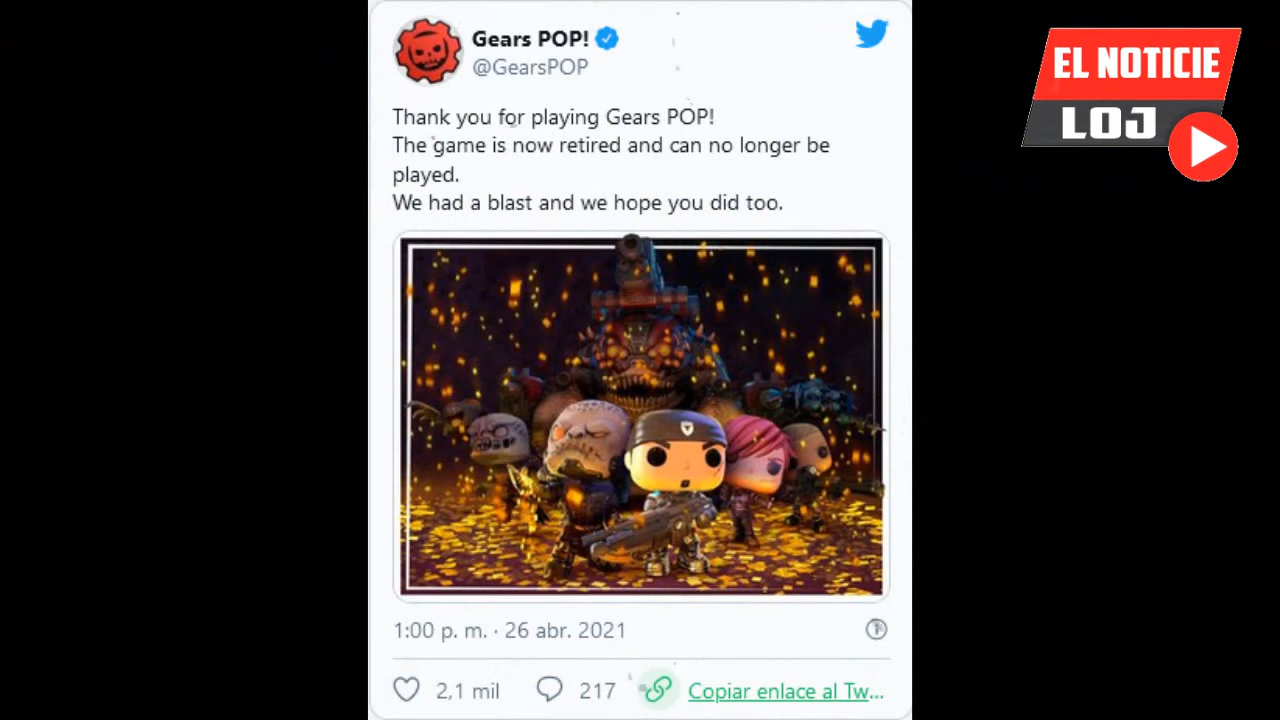 Gears POP!
@GearsPOP
Thank you for playing Gears POP!
The game is now retired and can no longer be
played.
We had a blast and we hope you did too.
1:00 p. m. · 26 abr. 2021
2,1 mil
217
Copiar enlace al Tw...
EL NOTICIE
LOJ